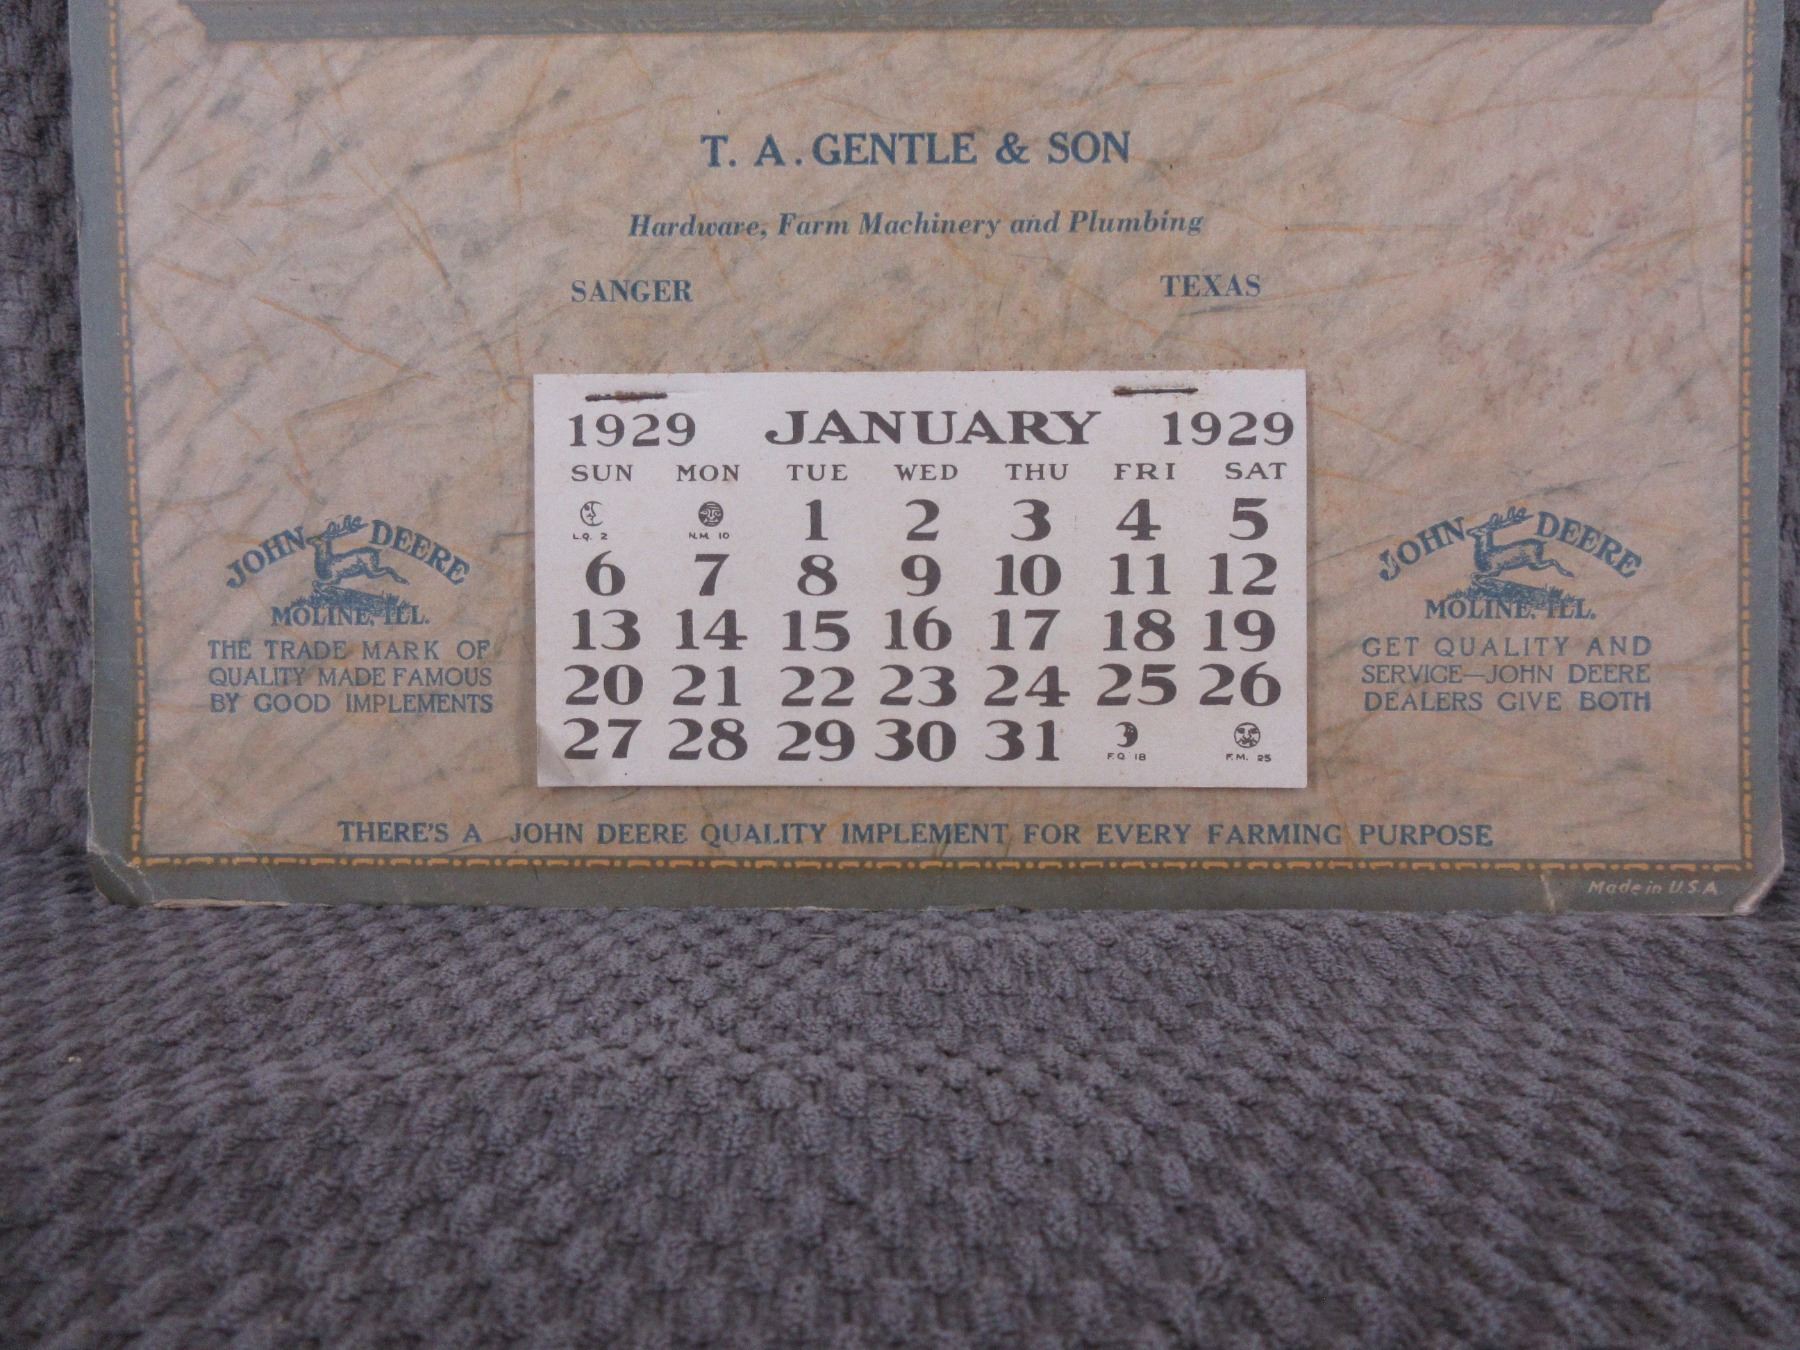 T. A. GENTLE & SON
Hardware, Farm Machinery and Plumbing
SANGER TEXAS
1929 JANUARY 1929
SUN MON TUE WED THU FRI SAT
L.Q. 2 N.M. 10 1 2 3 4 5
6 7 8 9 10 11 12
13 14 15 16 17 18 19
20 21 22 23 24 25 26
27 28 29 30 31 F.Q. 18 F.M. 25
JOHN DEERE
MOLINE, ILL.
THE TRADE MARK OF
QUALITY MADE FAMOUS
BY GOOD IMPLEMENTS
JOHN DEERE
MOLINE, ILL.
GET QUALITY AND
SERVICE—JOHN DEERE
DEALERS GIVE BOTH
THERE'S A JOHN DEERE QUALITY IMPLEMENT FOR EVERY FARMING PURPOSE
Made in U.S.A.